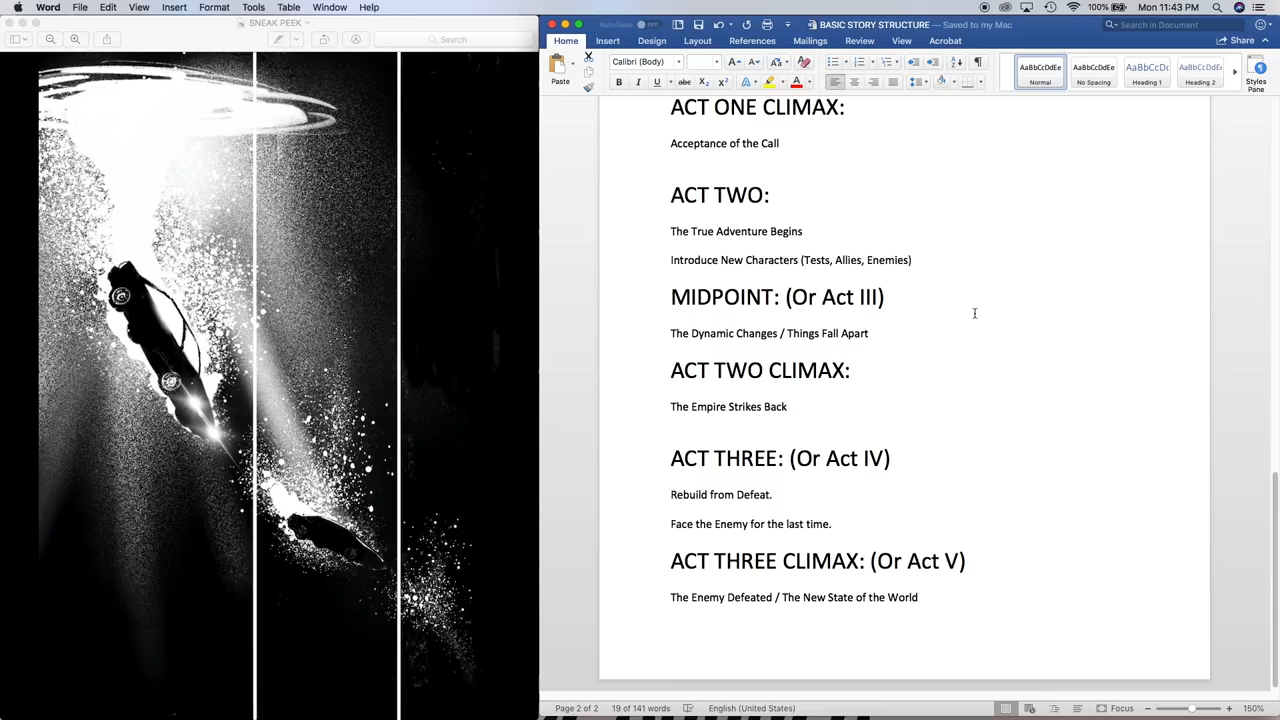 Word File Edit View Insert Format Tools Table Window Help
100% Mon 11:43 PM
SNEAK PEEK
Search
AutoSave OFF
BASIC STORY STRUCTURE — Saved to my Mac
Search in Document
Home Insert Design Layout References Mailings Review View Acrobat
Share
Paste
Calibri (Body)
AaBbCcDdEe AaBbCcDdEe AaBbCcDc AaBbCcDdEe
Normal No Spacing Heading 1 Heading 2
Styles
Pane
ACT ONE CLIMAX:
Acceptance of the Call
ACT TWO:
The True Adventure Begins
Introduce New Characters (Tests, Allies, Enemies)
MIDPOINT: (Or Act III)
The Dynamic Changes / Things Fall Apart
ACT TWO CLIMAX:
The Empire Strikes Back
ACT THREE: (Or Act IV)
Rebuild from Defeat.
Face the Enemy for the last time.
ACT THREE CLIMAX: (Or Act V)
The Enemy Defeated / The New State of the World
Page 2 of 2 19 of 141 words English (United States) Focus 150%